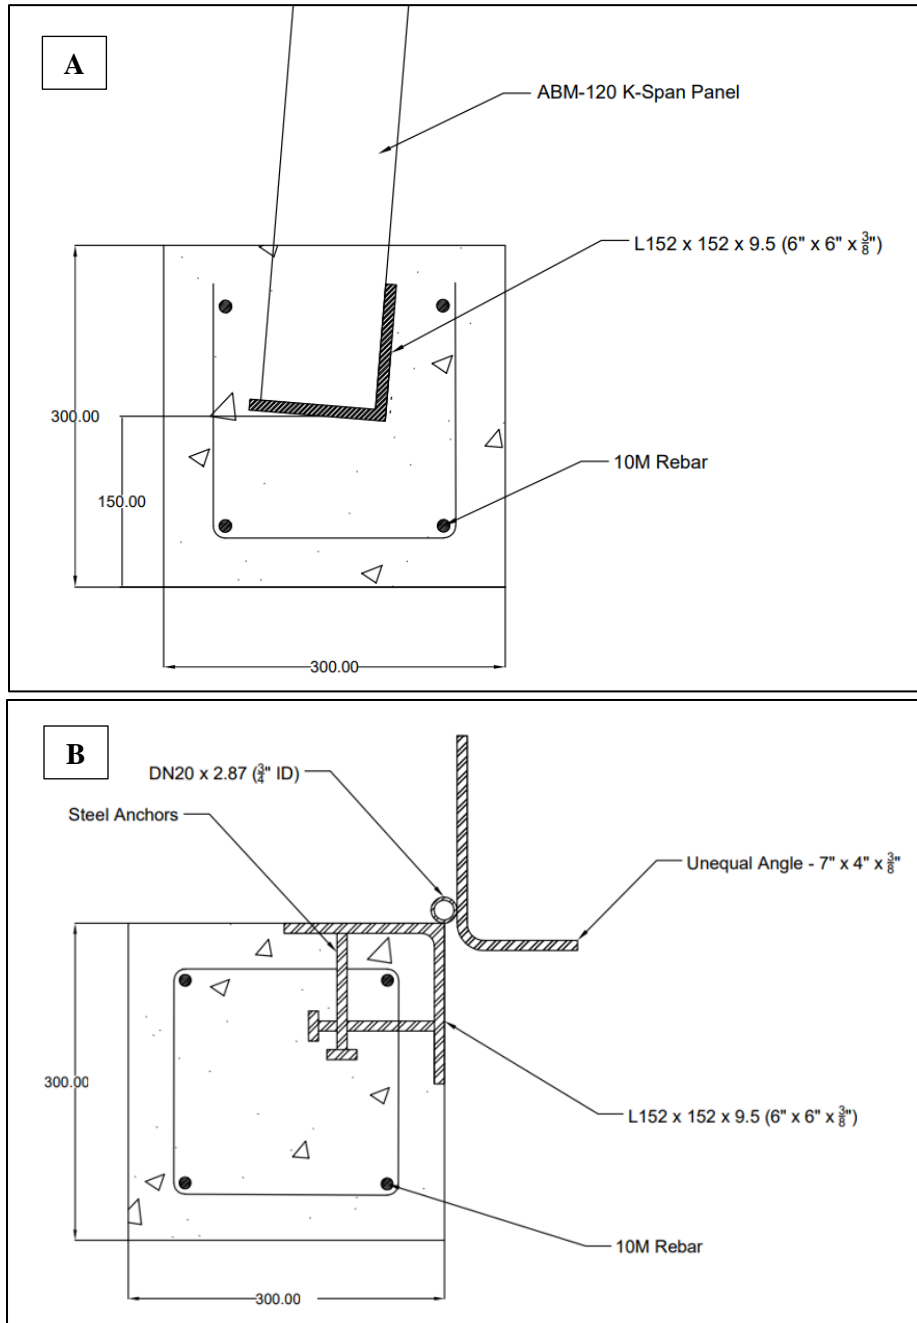 A
ABM-120 K-Span Panel
L152 x 152 x 9.5 (6" x 6" x 3/8")
300.00
150.00
10M Rebar
300.00
B
DN20 x 2.87 (3/4" ID)
Steel Anchors
Unequal Angle - 7" x 4" x 3/8"
300.00
L152 x 152 x 9.5 (6" x 6" x 3/8")
10M Rebar
300.00